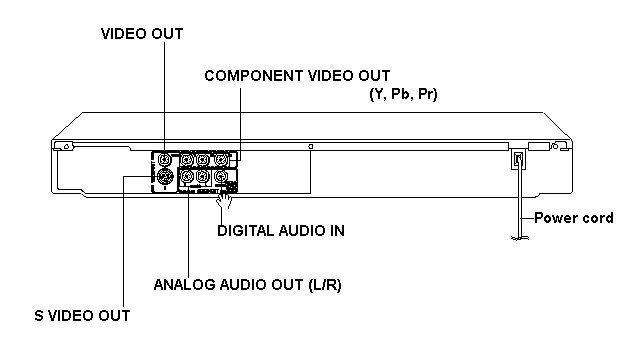 VIDEO OUT
COMPONENT VIDEO OUT
(Y, Pb, Pr)
Power cord
DIGITAL AUDIO IN
ANALOG AUDIO OUT (L/R)
S VIDEO OUT